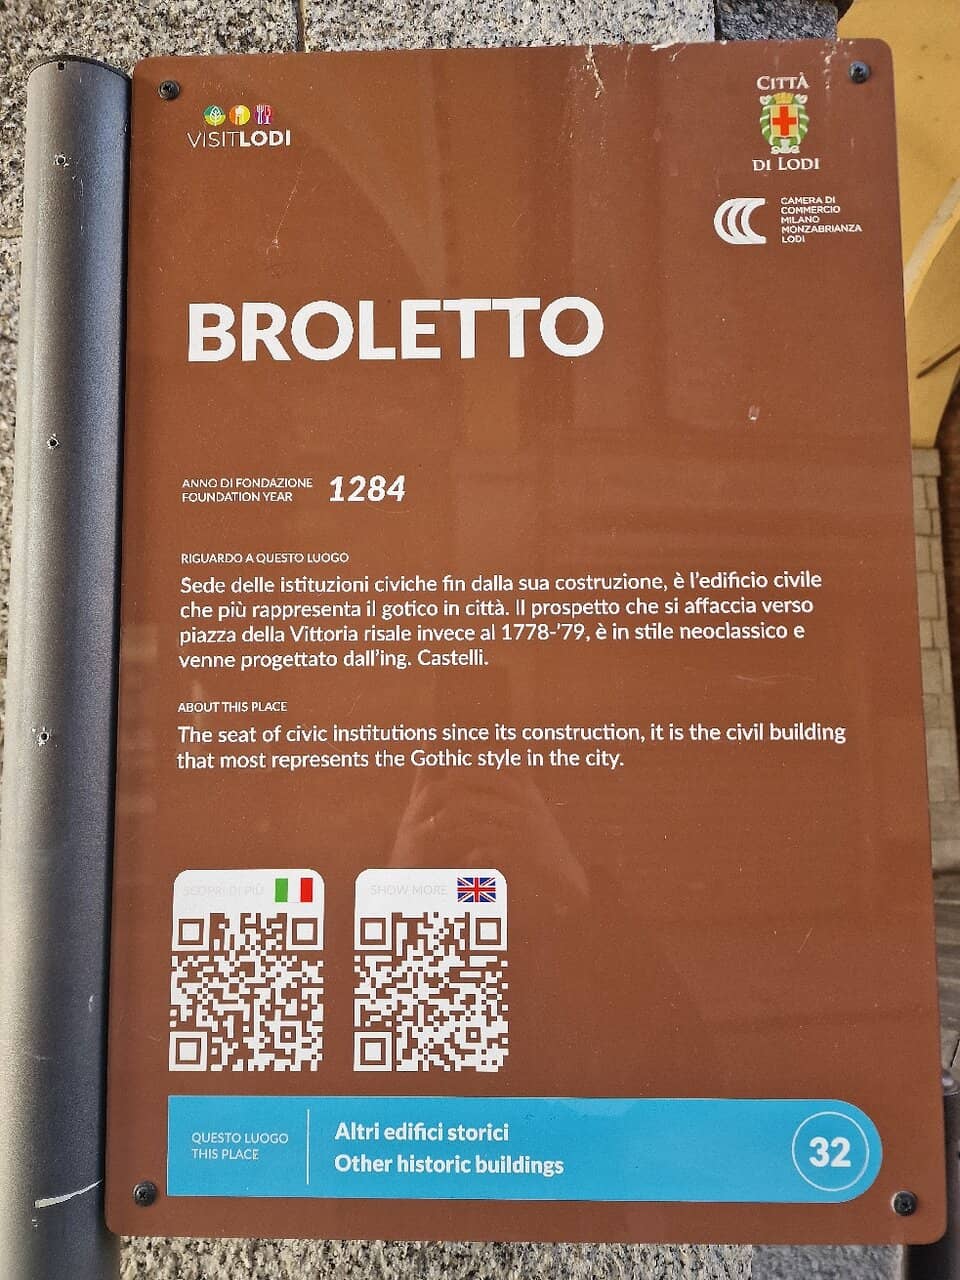 VISITLODI
CITTÀ
DI LODI
CAMERA DI
COMMERCIO
MILANO
MONZABRIANZA
LODI
BROLETTO
ANNO DI FONDAZIONE
FOUNDATION YEAR
1284
RIGUARDO A QUESTO LUOGO
Sede delle istituzioni civiche fin dalla sua costruzione, è l'edificio civile
che più rappresenta il gotico in città. Il prospetto che si affaccia verso
piazza della Vittoria risale invece al 1778-'79, è in stile neoclassico e
venne progettato dall'ing. Castelli.
ABOUT THIS PLACE
The seat of civic institutions since its construction, it is the civil building
that most represents the Gothic style in the city.
SCOPRI DI PIÙ
SHOW MORE
QUESTO LUOGO
THIS PLACE
Altri edifici storici
Other historic buildings
32